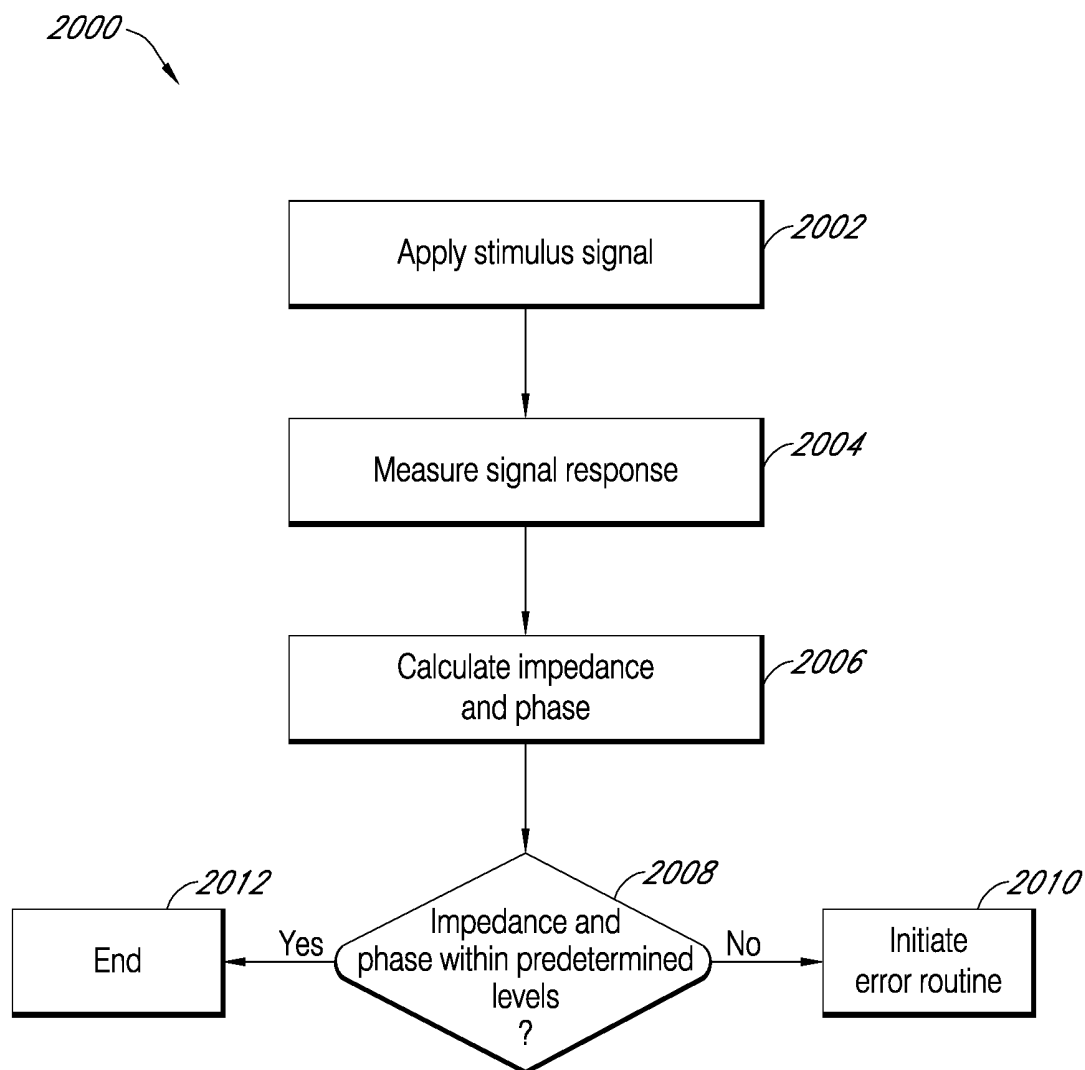 2000
Apply stimulus signal
2002
Measure signal response
2004
Calculate impedance
and phase
2006
2008
Impedance and
phase within predetermined
levels
?
Yes
2012
End
No
2010
Initiate
error routine